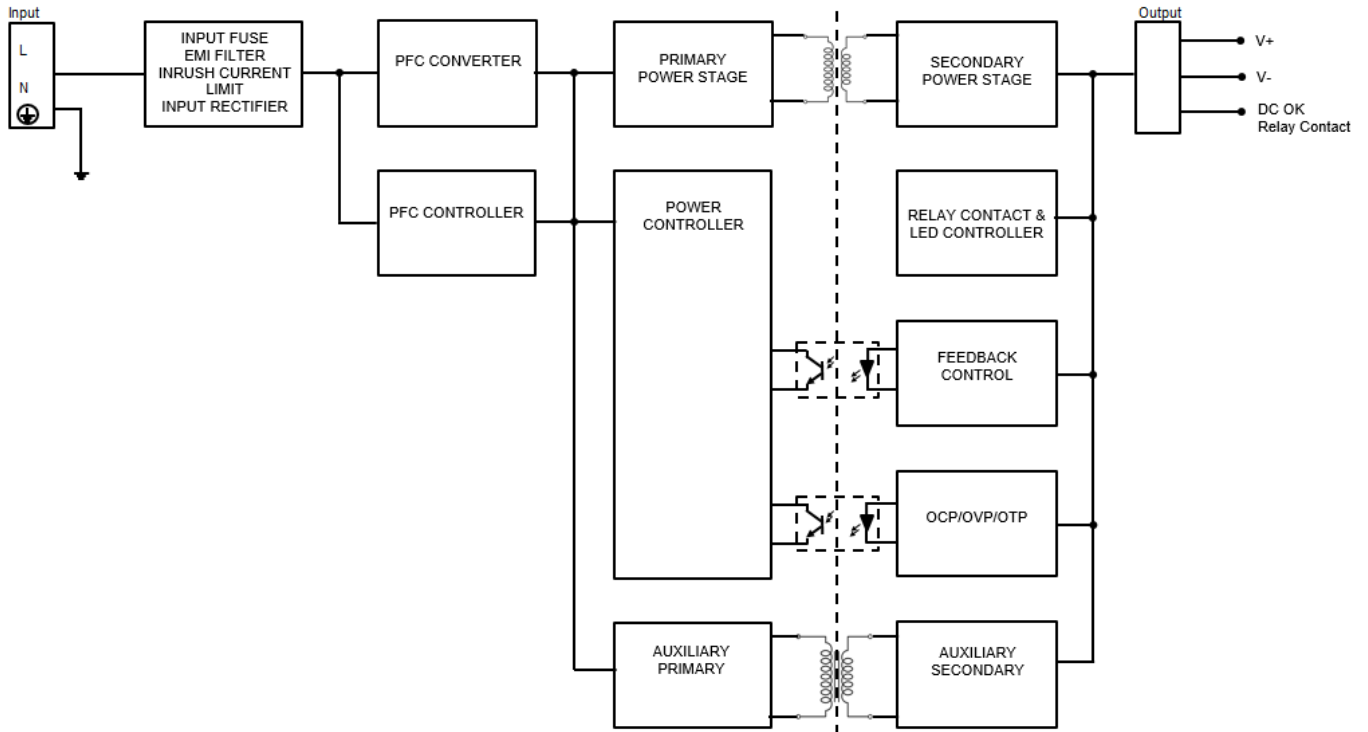 Input
L
N
INPUT FUSE
EMI FILTER
INRUSH CURRENT
LIMIT
INPUT RECTIFIER
PFC CONVERTER
PRIMARY
POWER STAGE
SECONDARY
POWER STAGE
Output
V+
V-
DC OK
Relay Contact
PFC CONTROLLER
POWER
CONTROLLER
RELAY CONTACT &
LED CONTROLLER
FEEDBACK
CONTROL
OCP/OVP/OTP
AUXILIARY
PRIMARY
AUXILIARY
SECONDARY